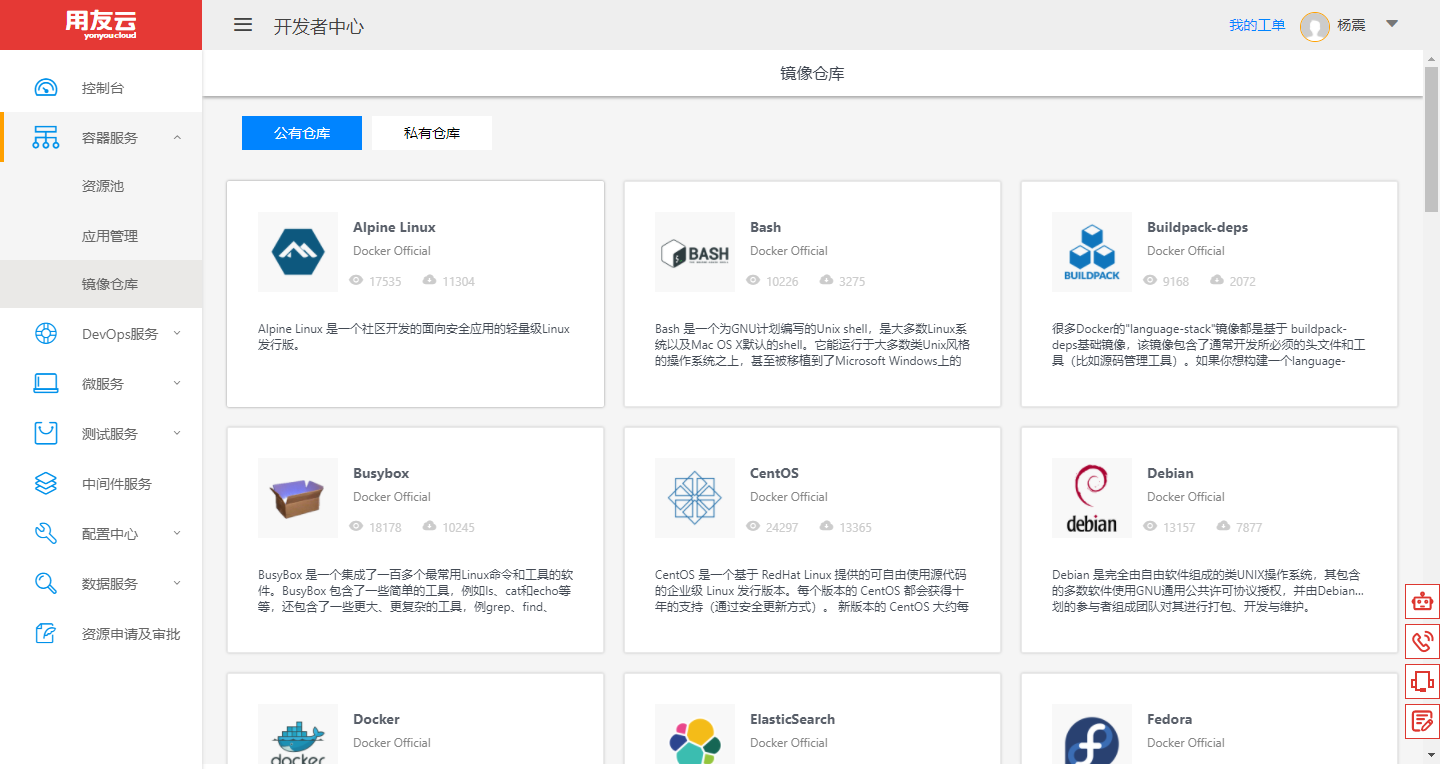 用友云
yonyoucloud
开发者中心
我的工单
杨震
控制台
容器服务
资源池
应用管理
镜像仓库
DevOps服务
微服务
测试服务
中间件服务
配置中心
数据服务
资源申请及审批
镜像仓库
公有仓库
私有仓库
Alpine Linux
Docker Official
17535 11304
Alpine Linux 是一个社区开发的面向安全应用的轻量级Linux
发行版。
BASH
Bash
Docker Official
10226 3275
Bash 是一个为GNU计划编写的Unix shell，是大多数Linux系
统以及Mac OS X默认的shell。它能运行于大多数类Unix风格
的操作系统之上，甚至被移植到了Microsoft Windows上的
BUILDPACK
Buildpack-deps
Docker Official
9168 2072
很多Docker的"language-stack"镜像都是基于 buildpack-
deps基础镜像，该镜像包含了通常开发所必须的头文件和工
具（比如源码管理工具）。如果你想构建一个language-
Busybox
Docker Official
18178 10245
BusyBox 是一个集成了一百多个最常用Linux命令和工具的软
件。BusyBox 包含了一些简单的工具，例如ls、cat和echo等
等，还包含了一些更大、更复杂的工具，例grep、find、
CentOS
Docker Official
24297 13365
CentOS 是一个基于 RedHat Linux 提供的可自由使用源代码
的企业级 Linux 发行版本。每个版本的 CentOS 都会获得十
年的支持（通过安全更新方式）。 新版本的 CentOS 大约每
debian
Debian
Docker Official
13157 7877
Debian 是完全由自由软件组成的类UNIX操作系统，其包含
的多数软件使用GNU通用公共许可协议授权，并由Debian...
划的参与者组成团队对其进行打包、开发与维护。
docker
Docker
Docker Official
ElasticSearch
Docker Official
Fedora
Docker Official